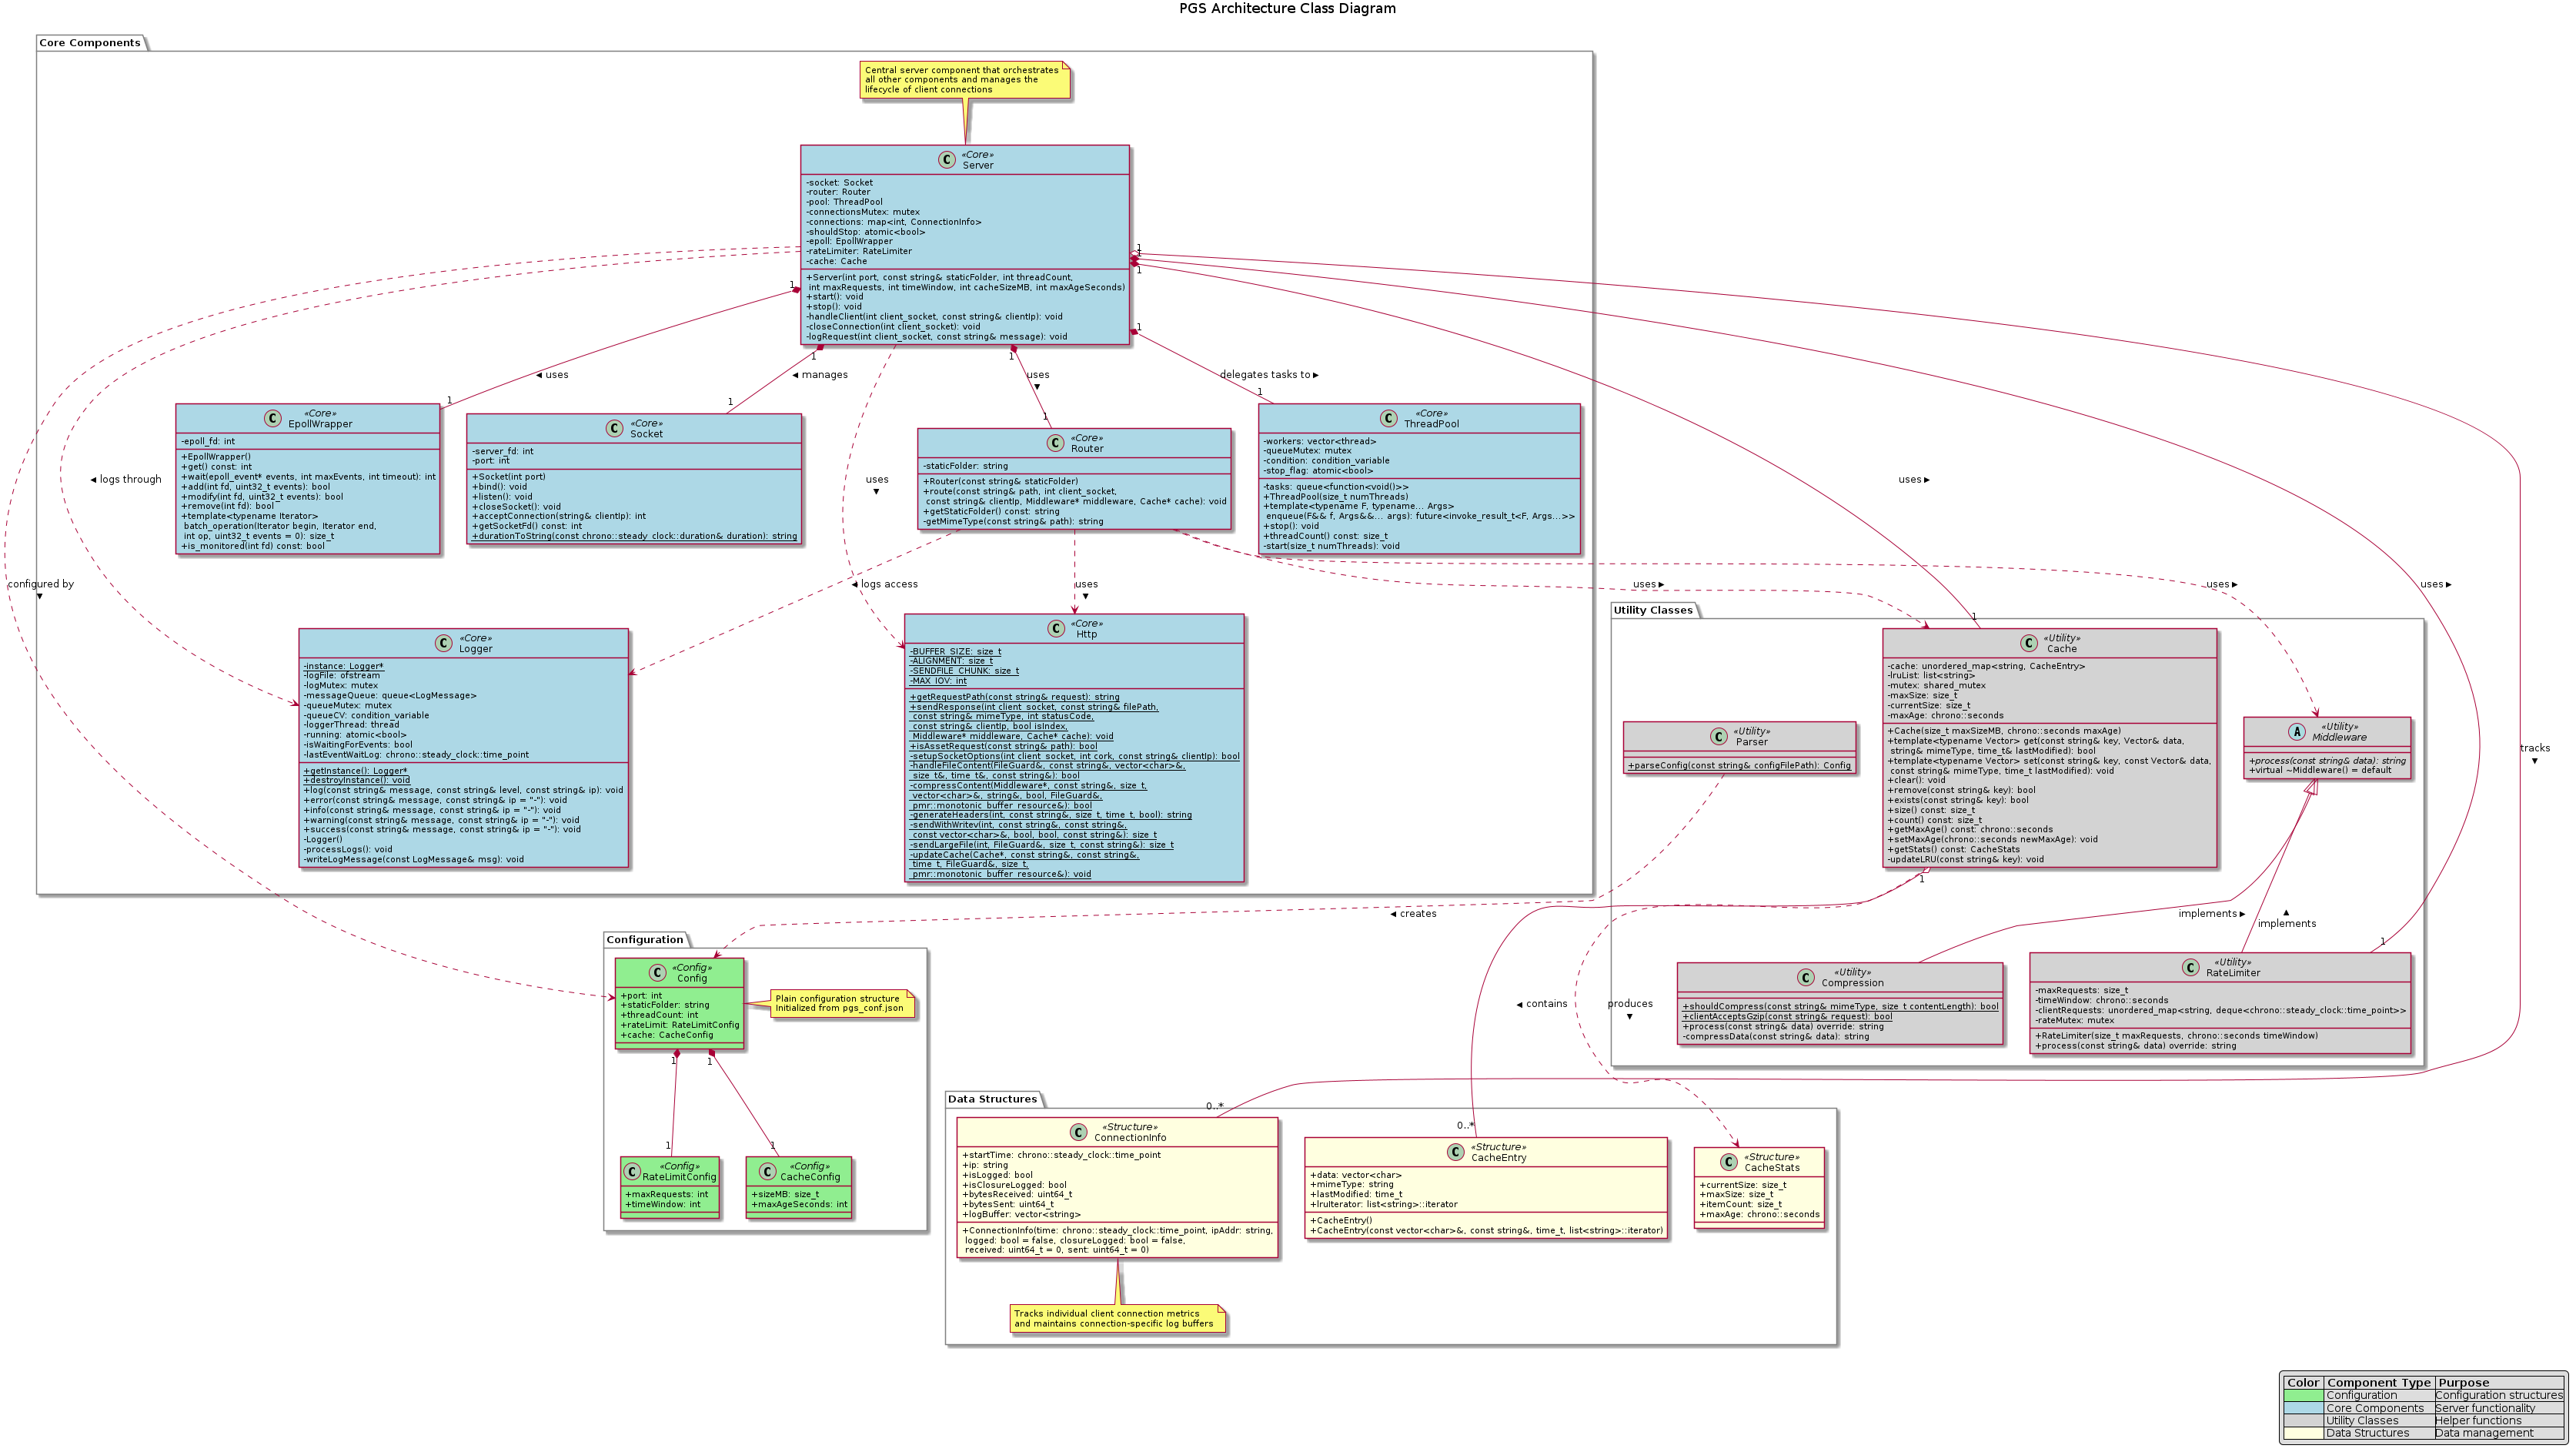 PGS Architecture Class Diagram
Core Components
Central server component that orchestrates
all other components and manages the
lifecycle of client connections
C «Core»
Server
-socket: Socket
-router: Router
-pool: ThreadPool
-connectionsMutex: mutex
-connections: map<int, ConnectionInfo>
-shouldStop: atomic<bool>
-epoll: EpollWrapper
-rateLimiter: RateLimiter
-cache: Cache
+Server(int port, const string& staticFolder, int threadCount,
int maxRequests, int timeWindow, int cacheSizeMB, int maxAgeSeconds)
+start(): void
+stop(): void
-handleClient(int client_socket, const string& clientIp): void
-closeConnection(int client_socket): void
-logRequest(int client_socket, const string& message): void
1
1
1
1
1
1
1
◄ uses
◄ manages
uses
▼
delegates tasks to ►
1
1
1
1
C «Core»
EpollWrapper
-epoll_fd: int
+EpollWrapper()
+get() const: int
+wait(epoll_event* events, int maxEvents, int timeout): int
+add(int fd, uint32_t events): bool
+modify(int fd, uint32_t events): bool
+remove(int fd): bool
+template<typename Iterator>
batch_operation(Iterator begin, Iterator end,
int op, uint32_t events = 0): size_t
+is_monitored(int fd) const: bool
C «Core»
Socket
-server_fd: int
-port: int
+Socket(int port)
+bind(): void
+listen(): void
+closeSocket(): void
+acceptConnection(string& clientIp): int
+getSocketFd() const: int
+durationToString(const chrono::steady_clock::duration& duration): string
C «Core»
Router
-staticFolder: string
+Router(const string& staticFolder)
+route(const string& path, int client_socket,
const string& clientIp, Middleware* middleware, Cache* cache): void
+getStaticFolder() const: string
-getMimeType(const string& path): string
C «Core»
ThreadPool
-workers: vector<thread>
-queueMutex: mutex
-condition: condition_variable
-stop_flag: atomic<bool>
-tasks: queue<function<void()>>
+ThreadPool(size_t numThreads)
+template<typename F, typename... Args>
enqueue(F&& f, Args&&... args): future<invoke_result_t<F, Args...>>
+stop(): void
+threadCount() const: size_t
-start(size_t numThreads): void
◄ logs through
uses
▼
uses ►
configured by
▼
◄ logs access
uses
▼
uses ►
uses ►
uses ►
C «Core»
Logger
-instance: Logger*
-logFile: ofstream
-logMutex: mutex
-messageQueue: queue<LogMessage>
-queueMutex: mutex
-queueCV: condition_variable
-loggerThread: thread
-running: atomic<bool>
-isWaitingForEvents: bool
-lastEventWaitLog: chrono::steady_clock::time_point
+getInstance(): Logger*
+destroyInstance(): void
+log(const string& message, const string& level, const string& ip): void
+error(const string& message, const string& ip = "-"): void
+info(const string& message, const string& ip = "-"): void
+warning(const string& message, const string& ip = "-"): void
+success(const string& message, const string& ip = "-"): void
-Logger()
-processLogs(): void
-writeLogMessage(const LogMessage& msg): void
C «Core»
Http
-BUFFER_SIZE: size_t
-ALIGNMENT: size_t
-SENDFILE_CHUNK: size_t
-MAX_IOV: int
+getRequestPath(const string& request): string
+sendResponse(int client_socket, const string& filePath,
const string& mimeType, int statusCode,
const string& clientIp, bool isIndex,
Middleware* middleware, Cache* cache): void
+isAssetRequest(const string& path): bool
-setupSocketOptions(int client_socket, int cork, const string& clientIp): bool
-handleFileContent(FileGuard&, const string&, vector<char>&,
size_t&, time_t&, const string&): bool
-compressContent(Middleware*, const string&, size_t,
vector<char>&, string&, bool, FileGuard&,
pmr::monotonic_buffer_resource&): bool
-generateHeaders(int, const string&, size_t, time_t, bool): string
-sendWithWritev(int, const string&, const string&,
const vector<char>&, bool, bool, const string&): size_t
-sendLargeFile(int, FileGuard&, size_t, const string&): size_t
-updateCache(Cache*, const string&, const string&,
time_t, FileGuard&, size_t,
pmr::monotonic_buffer_resource&): void
Utility Classes
1
C «Utility»
Parser
+parseConfig(const string& configFilePath): Config
C «Utility»
Cache
-cache: unordered_map<string, CacheEntry>
-lruList: list<string>
-mutex: shared_mutex
-maxSize: size_t
-currentSize: size_t
-maxAge: chrono::seconds
+Cache(size_t maxSizeMB, chrono::seconds maxAge)
+template<typename Vector> get(const string& key, Vector& data,
string& mimeType, time_t& lastModified): bool
+template<typename Vector> set(const string& key, const Vector& data,
const string& mimeType, time_t lastModified): void
+clear(): void
+remove(const string& key): bool
+exists(const string& key): bool
+size() const: size_t
+count() const: size_t
+getMaxAge() const: chrono::seconds
+setMaxAge(chrono::seconds newMaxAge): void
+getStats() const: CacheStats
-updateLRU(const string& key): void
A «Utility»
Middleware
+process(const string& data): string
+virtual ~Middleware() = default
tracks
▼
1
◄ creates
implements ►
▲
implements
1
C «Utility»
Compression
+shouldCompress(const string& mimeType, size_t contentLength): bool
+clientAcceptsGzip(const string& request): bool
+process(const string& data) override: string
-compressData(const string& data): string
C «Utility»
RateLimiter
-maxRequests: size_t
-timeWindow: chrono::seconds
-clientRequests: unordered_map<string, deque<chrono::steady_clock::time_point>>
-rateMutex: mutex
+RateLimiter(size_t maxRequests, chrono::seconds timeWindow)
+process(const string& data) override: string
Configuration
C «Config»
Config
+port: int
+staticFolder: string
+threadCount: int
+rateLimit: RateLimitConfig
+cache: CacheConfig
Plain configuration structure
Initialized from pgs_conf.json
1
1
◄ contains
produces
▼
1
1
C «Config»
RateLimitConfig
+maxRequests: int
+timeWindow: int
C «Config»
CacheConfig
+sizeMB: size_t
+maxAgeSeconds: int
Data Structures
0..*
0..*
C «Structure»
ConnectionInfo
+startTime: chrono::steady_clock::time_point
+ip: string
+isLogged: bool
+isClosureLogged: bool
+bytesReceived: uint64_t
+bytesSent: uint64_t
+logBuffer: vector<string>
+ConnectionInfo(time: chrono::steady_clock::time_point, ipAddr: string,
logged: bool = false, closureLogged: bool = false,
received: uint64_t = 0, sent: uint64_t = 0)
C «Structure»
CacheEntry
+data: vector<char>
+mimeType: string
+lastModified: time_t
+lruIterator: list<string>::iterator
+CacheEntry()
+CacheEntry(const vector<char>&, const string&, time_t, list<string>::iterator)
C «Structure»
CacheStats
+currentSize: size_t
+maxSize: size_t
+itemCount: size_t
+maxAge: chrono::seconds
Tracks individual client connection metrics
and maintains connection-specific log buffers
Color Component Type Purpose
Configuration Configuration structures
Core Components Server functionality
Utility Classes Helper functions
Data Structures Data management